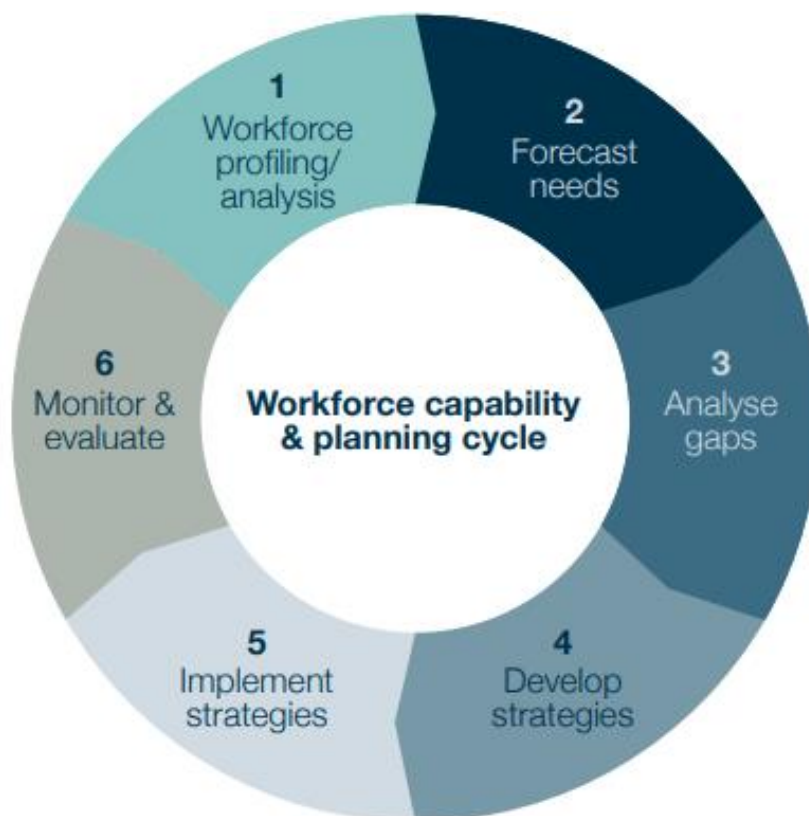 1
Workforce
profiling/
analysis
2
Forecast
needs
3
Analyse
gaps
4
Develop
strategies
5
Implement
strategies
6
Monitor &
evaluate
Workforce capability
& planning cycle